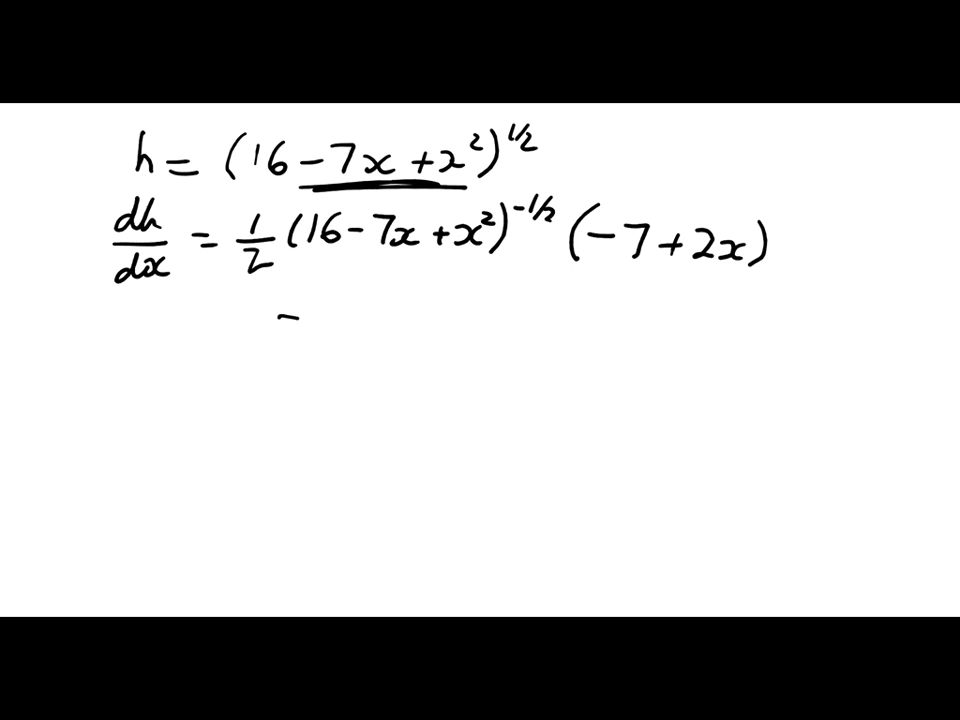 h = (16 - 7x + x²)^1/2
dh/dx = 1/2 (16 - 7x + x²)^-1/2 (-7 + 2x)
-